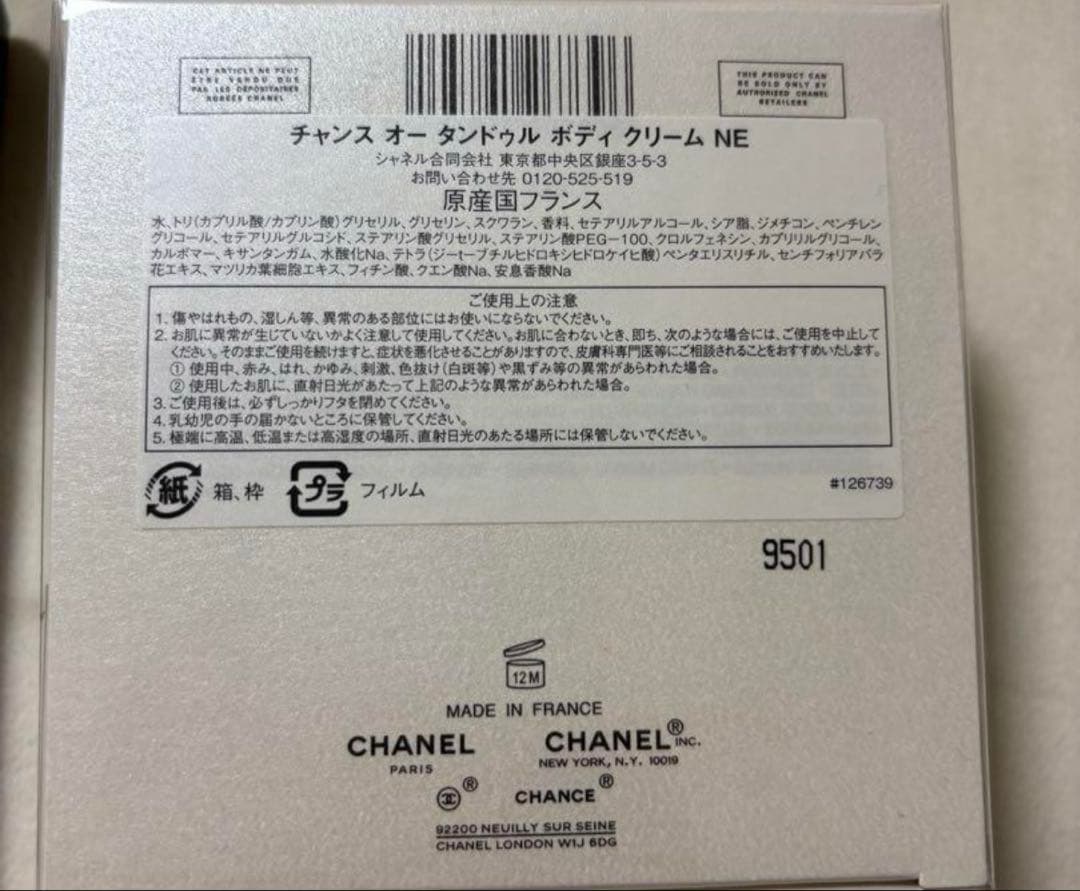 CET ARTICLE NE PEUT
ÊTRE VENDU QUE
PAR LES DÉPOSITAIRES
AGRÉÉS CHANEL
THIS PRODUCT CAN
BE SOLD ONLY BY
AUTHORIZED CHANEL
RETAILERS
チャンス オー タンドゥル ボディ クリーム NE
シャネル合同会社 東京都中央区銀座3-5-3
お問い合わせ先 0120-525-519
原産国フランス
水、トリ(カプリル酸/カプリン酸)グリセリル、グリセリン、スクワラン、香料、セテアリルアルコール、シア脂、ジメチコン、ペンチレン
グリコール、セテアリルグルコシド、ステアリン酸グリセリル、ステアリン酸PEG-100、クロルフェネシン、カプリリルグリコール、
カルボマー、キサンタンガム、水酸化Na、テトラ(ジ-t-ブチルヒドロキシヒドロケイヒ酸)ペンタエリスリチル、センチフォリアバラ
花エキス、マツリカ葉細胞エキス、フィチン酸、クエン酸Na、安息香酸Na
ご使用上の注意
1. 傷やはれもの、湿しん等、異常のある部位にはお使いにならないでください。
2. お肌に異常が生じていないかよく注意して使用してください。お肌に合わないとき、即ち、次のような場合には、ご使用を中止して
ください。そのままご使用を続けますと、症状を悪化させることがありますので、皮膚科専門医等にご相談されることをおすすめいたします。
① 使用中、赤み、はれ、かゆみ、刺激、色抜け(白斑等)や黒ずみ等の異常があらわれた場合。
② 使用したお肌に、直射日光があたって上記のような異常があらわれた場合。
3. ご使用後は、必ずしっかりフタを閉めてください。
4. 乳幼児の手の届かないところに保管してください。
5. 極端に高温、低温または高湿度の場所、直射日光のあたる場所には保管しないでください。
紙 箱、枠 プラ フィルム #126739
9501
12M
MADE IN FRANCE
CHANEL CHANEL® INC.
PARIS NEW YORK, N.Y. 10019
® CHANCE®
92200 NEUILLY SUR SEINE
CHANEL LONDON W1J 6DG